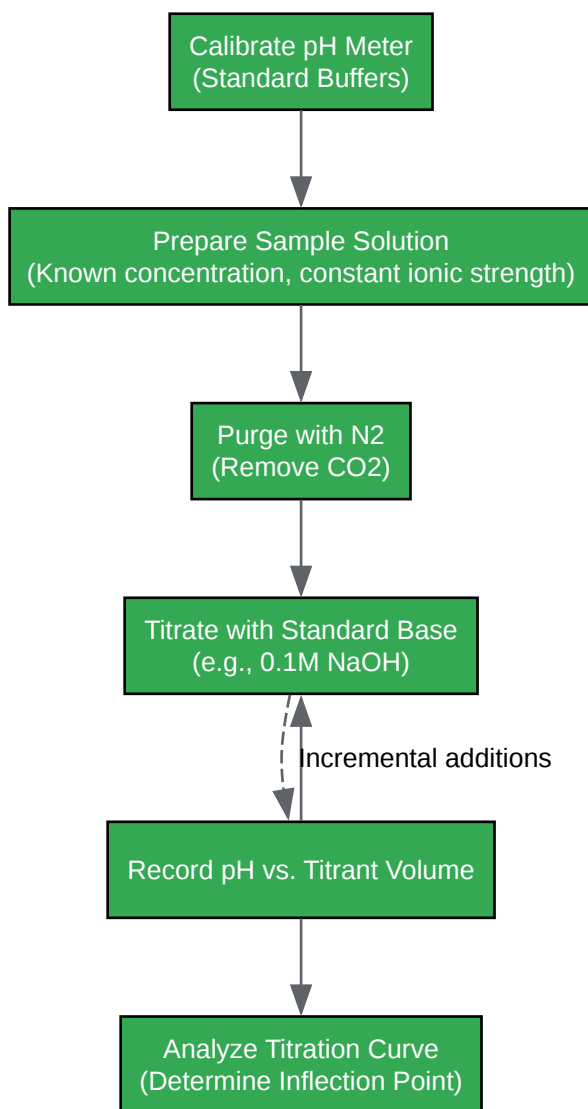 Calibrate pH Meter
(Standard Buffers)
Prepare Sample Solution
(Known concentration, constant ionic strength)
Purge with N2
(Remove CO2)
Titrate with Standard Base
(e.g., 0.1M NaOH)
Incremental additions
Record pH vs. Titrant Volume
Analyze Titration Curve
(Determine Inflection Point)